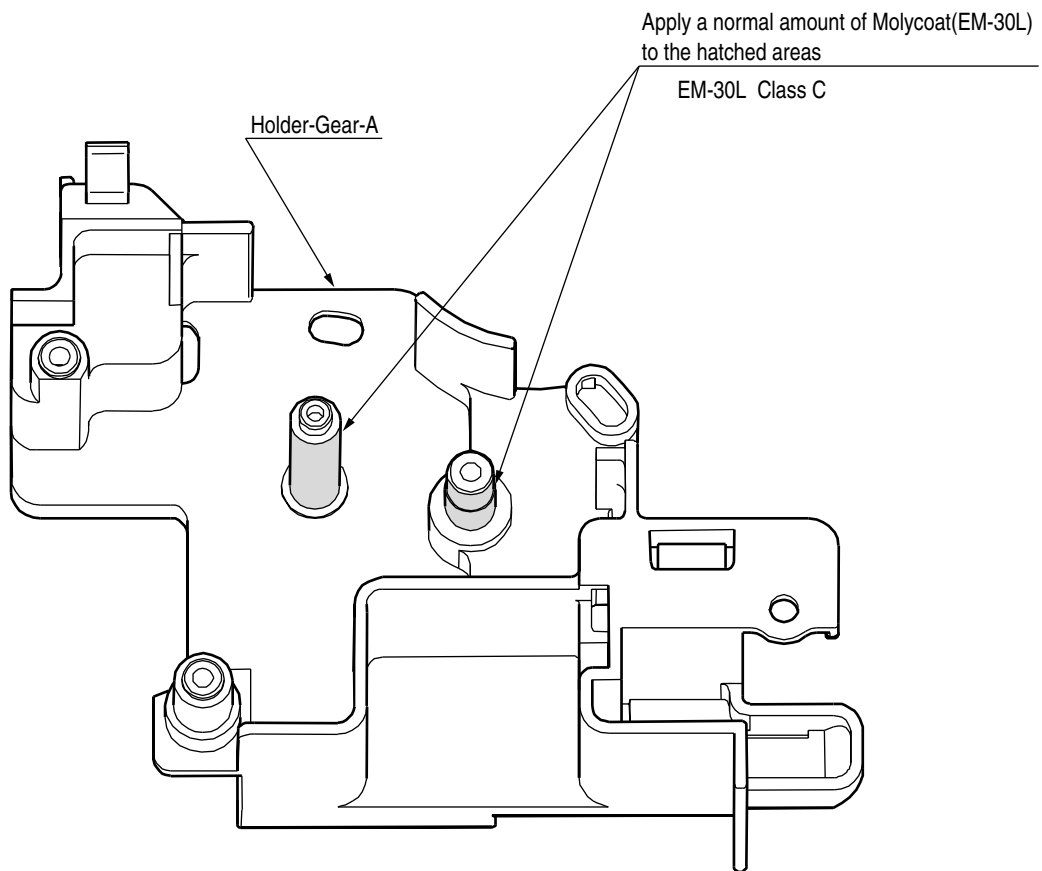 Apply a normal amount of Molycoat(EM-30L)
to the hatched areas
EM-30L Class C
Holder-Gear-A